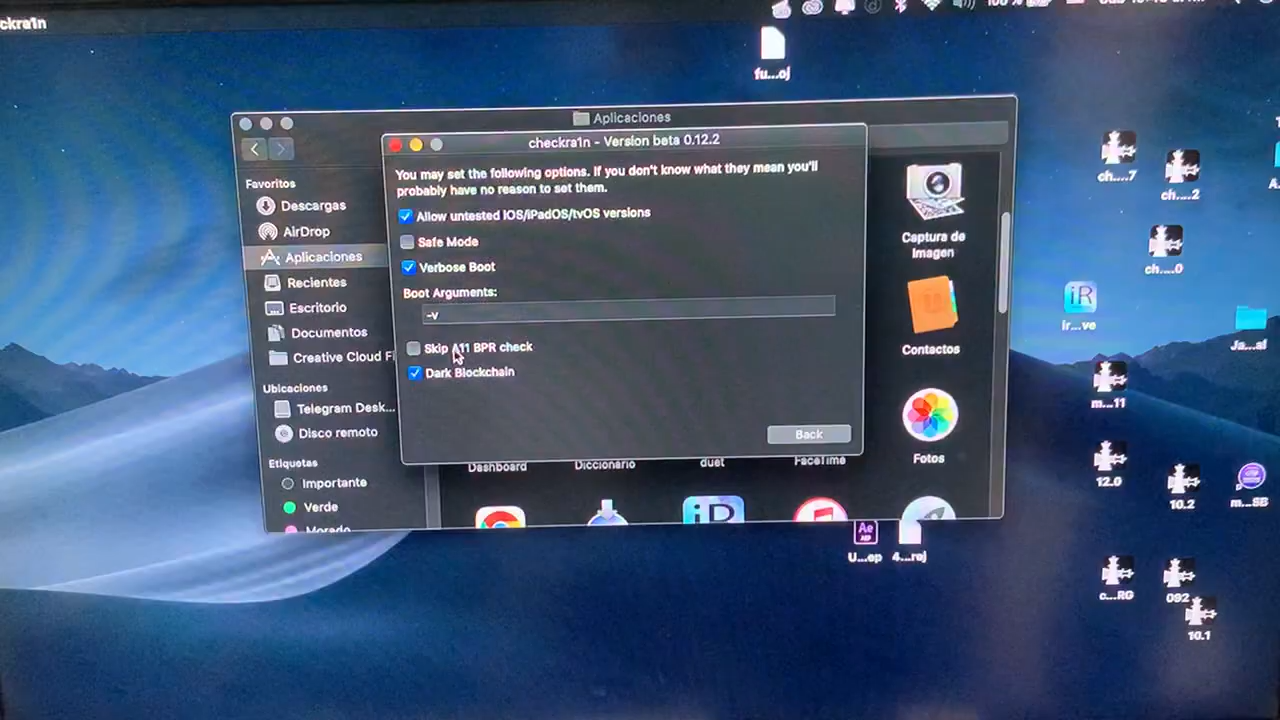 ckra1n
100 %
fu...oj
Aplicaciones
checkra1n - Version beta 0.12.2
You may set the following options. If you don't know what they mean you'll
probably have no reason to set them.
Allow untested iOS/iPadOS/tvOS versions
Safe Mode
Verbose Boot
Boot Arguments:
-v
Skip A11 BPR check
Dark Blockchain
Back
Favoritos
Descargas
AirDrop
Aplicaciones
Recientes
Escritorio
Documentos
Creative Cloud Fi
Ubicaciones
Telegram Desk...
Disco remoto
Etiquetas
Importante
Verde
Morado
Captura de
Imagen
Contactos
Fotos
Dashboard
Diccionario
duet
FaceTime
iD
Ae
U...ep
4...roj
ch....7
ch....2
ch....0
iR
ir...ve
Ja...af
m...11
12.0
10.2
m...SB
c...RG
092
10.1